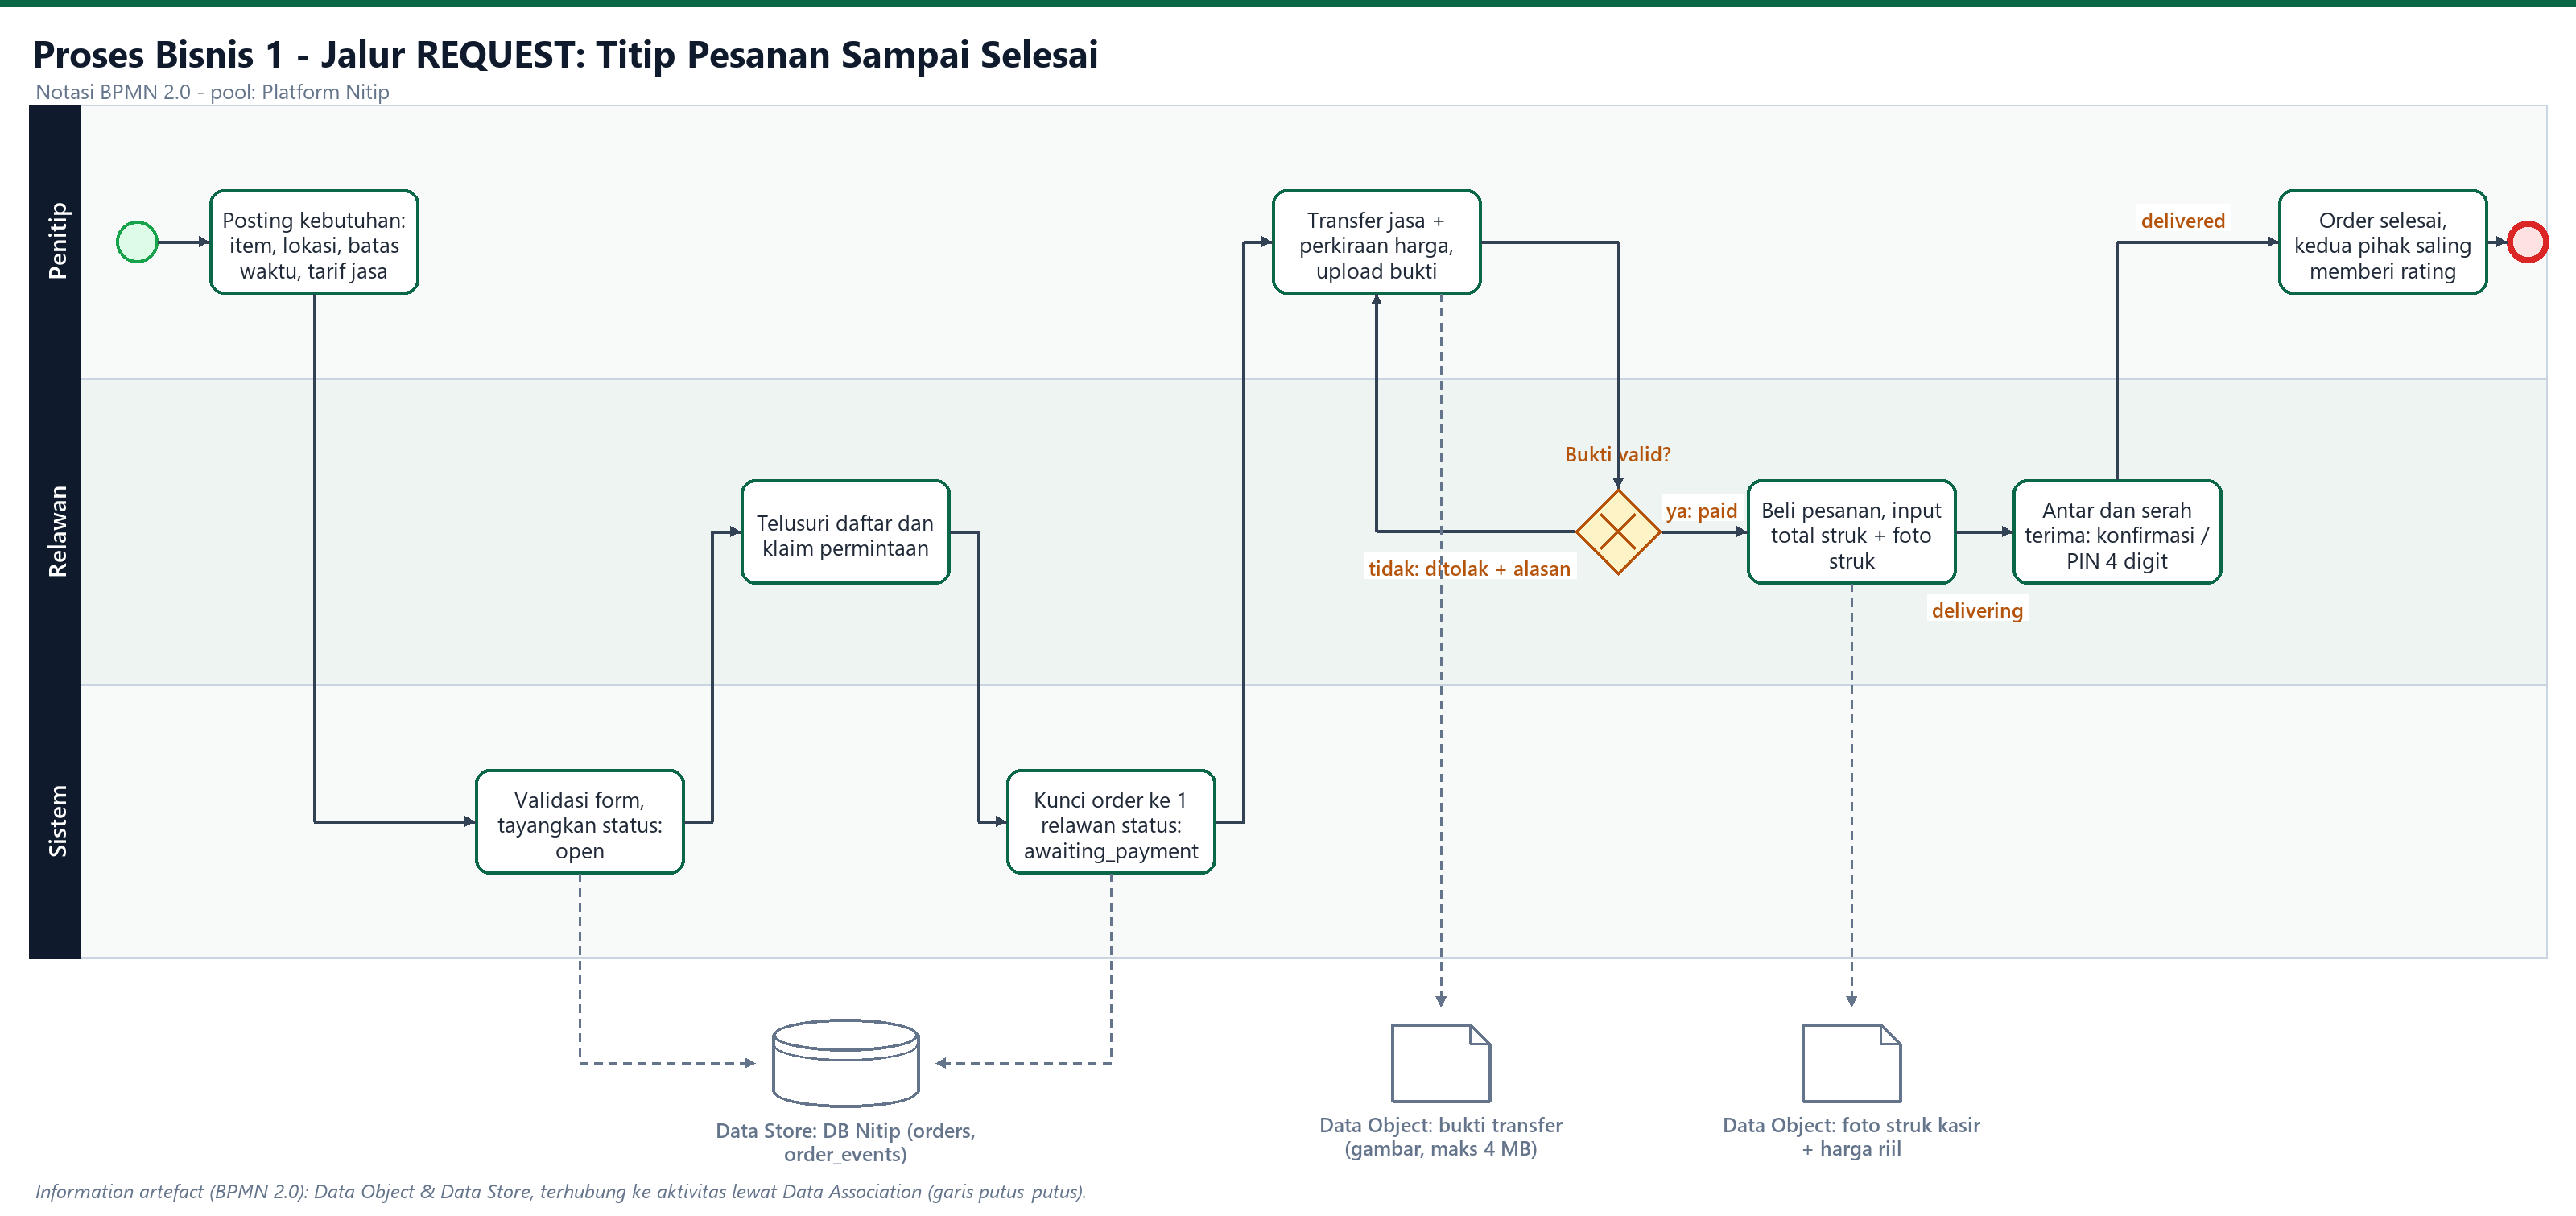 Proses Bisnis 1 - Jalur REQUEST: Titip Pesanan Sampai Selesai
Notasi BPMN 2.0 - pool: Platform Nitip
Penitip
Posting kebutuhan:
item, lokasi, batas
waktu, tarif jasa
Transfer jasa +
perkiraan harga,
upload bukti
delivered
Order selesai,
kedua pihak saling
memberi rating
Relawan
Telusuri daftar dan
klaim permintaan
Bukti valid?
tidak: ditolak + alasan
ya: paid
Beli pesanan, input
total struk + foto
struk
delivering
Antar dan serah
terima: konfirmasi /
PIN 4 digit
Sistem
Validasi form,
tayangkan status:
open
Kunci order ke 1
relawan status:
awaiting_payment
Data Store: DB Nitip (orders,
order_events)
Data Object: bukti transfer
(gambar, maks 4 MB)
Data Object: foto struk kasir
+ harga riil
Information artefact (BPMN 2.0): Data Object & Data Store, terhubung ke aktivitas lewat Data Association (garis putus-putus).